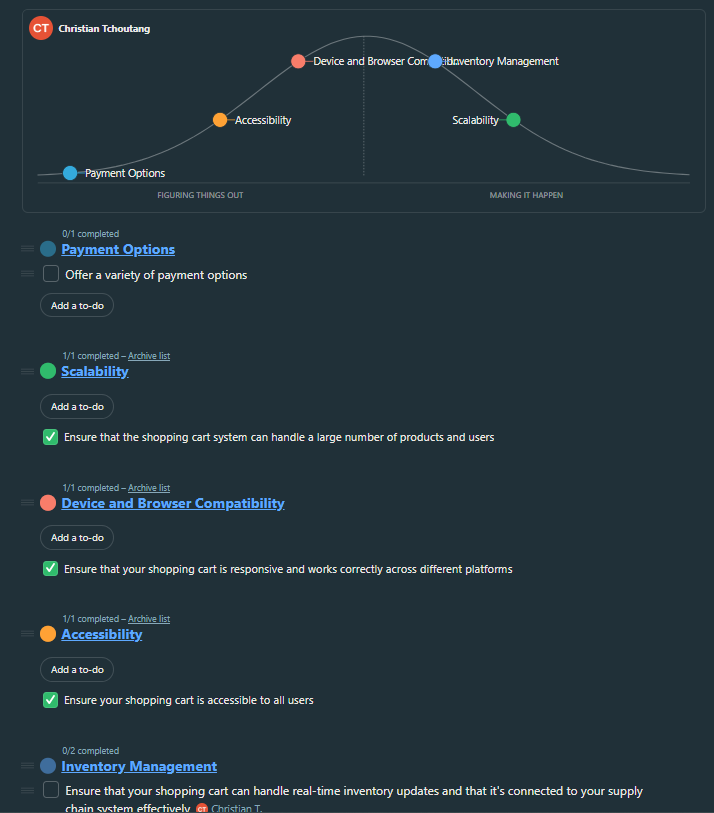 CT Christian Tchoutang
Device and Browser Inventory Management
Accessibility
Scalability
Payment Options
FIGURING THINGS OUT
MAKING IT HAPPEN
0/1 completed
Payment Options
Offer a variety of payment options
Add a to-do
1/1 completed – Archive list
Scalability
Add a to-do
Ensure that the shopping cart system can handle a large number of products and users
1/1 completed – Archive list
Device and Browser Compatibility
Add a to-do
Ensure that your shopping cart is responsive and works correctly across different platforms
1/1 completed – Archive list
Accessibility
Add a to-do
Ensure your shopping cart is accessible to all users
0/2 completed
Inventory Management
Ensure that your shopping cart can handle real-time inventory updates and that it's connected to your supply
chain system effectively CT Christian T.